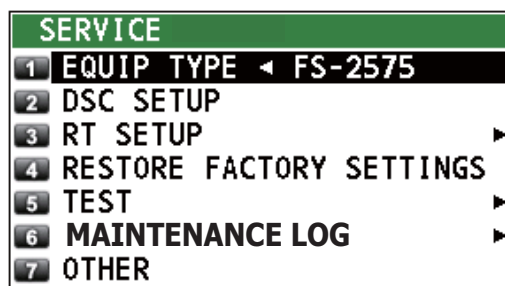 SERVICE
1 EQUIP TYPE ◄ FS-2575
2 DSC SETUP
3 RT SETUP ►
4 RESTORE FACTORY SETTINGS
5 TEST ►
6 MAINTENANCE LOG ►
7 OTHER